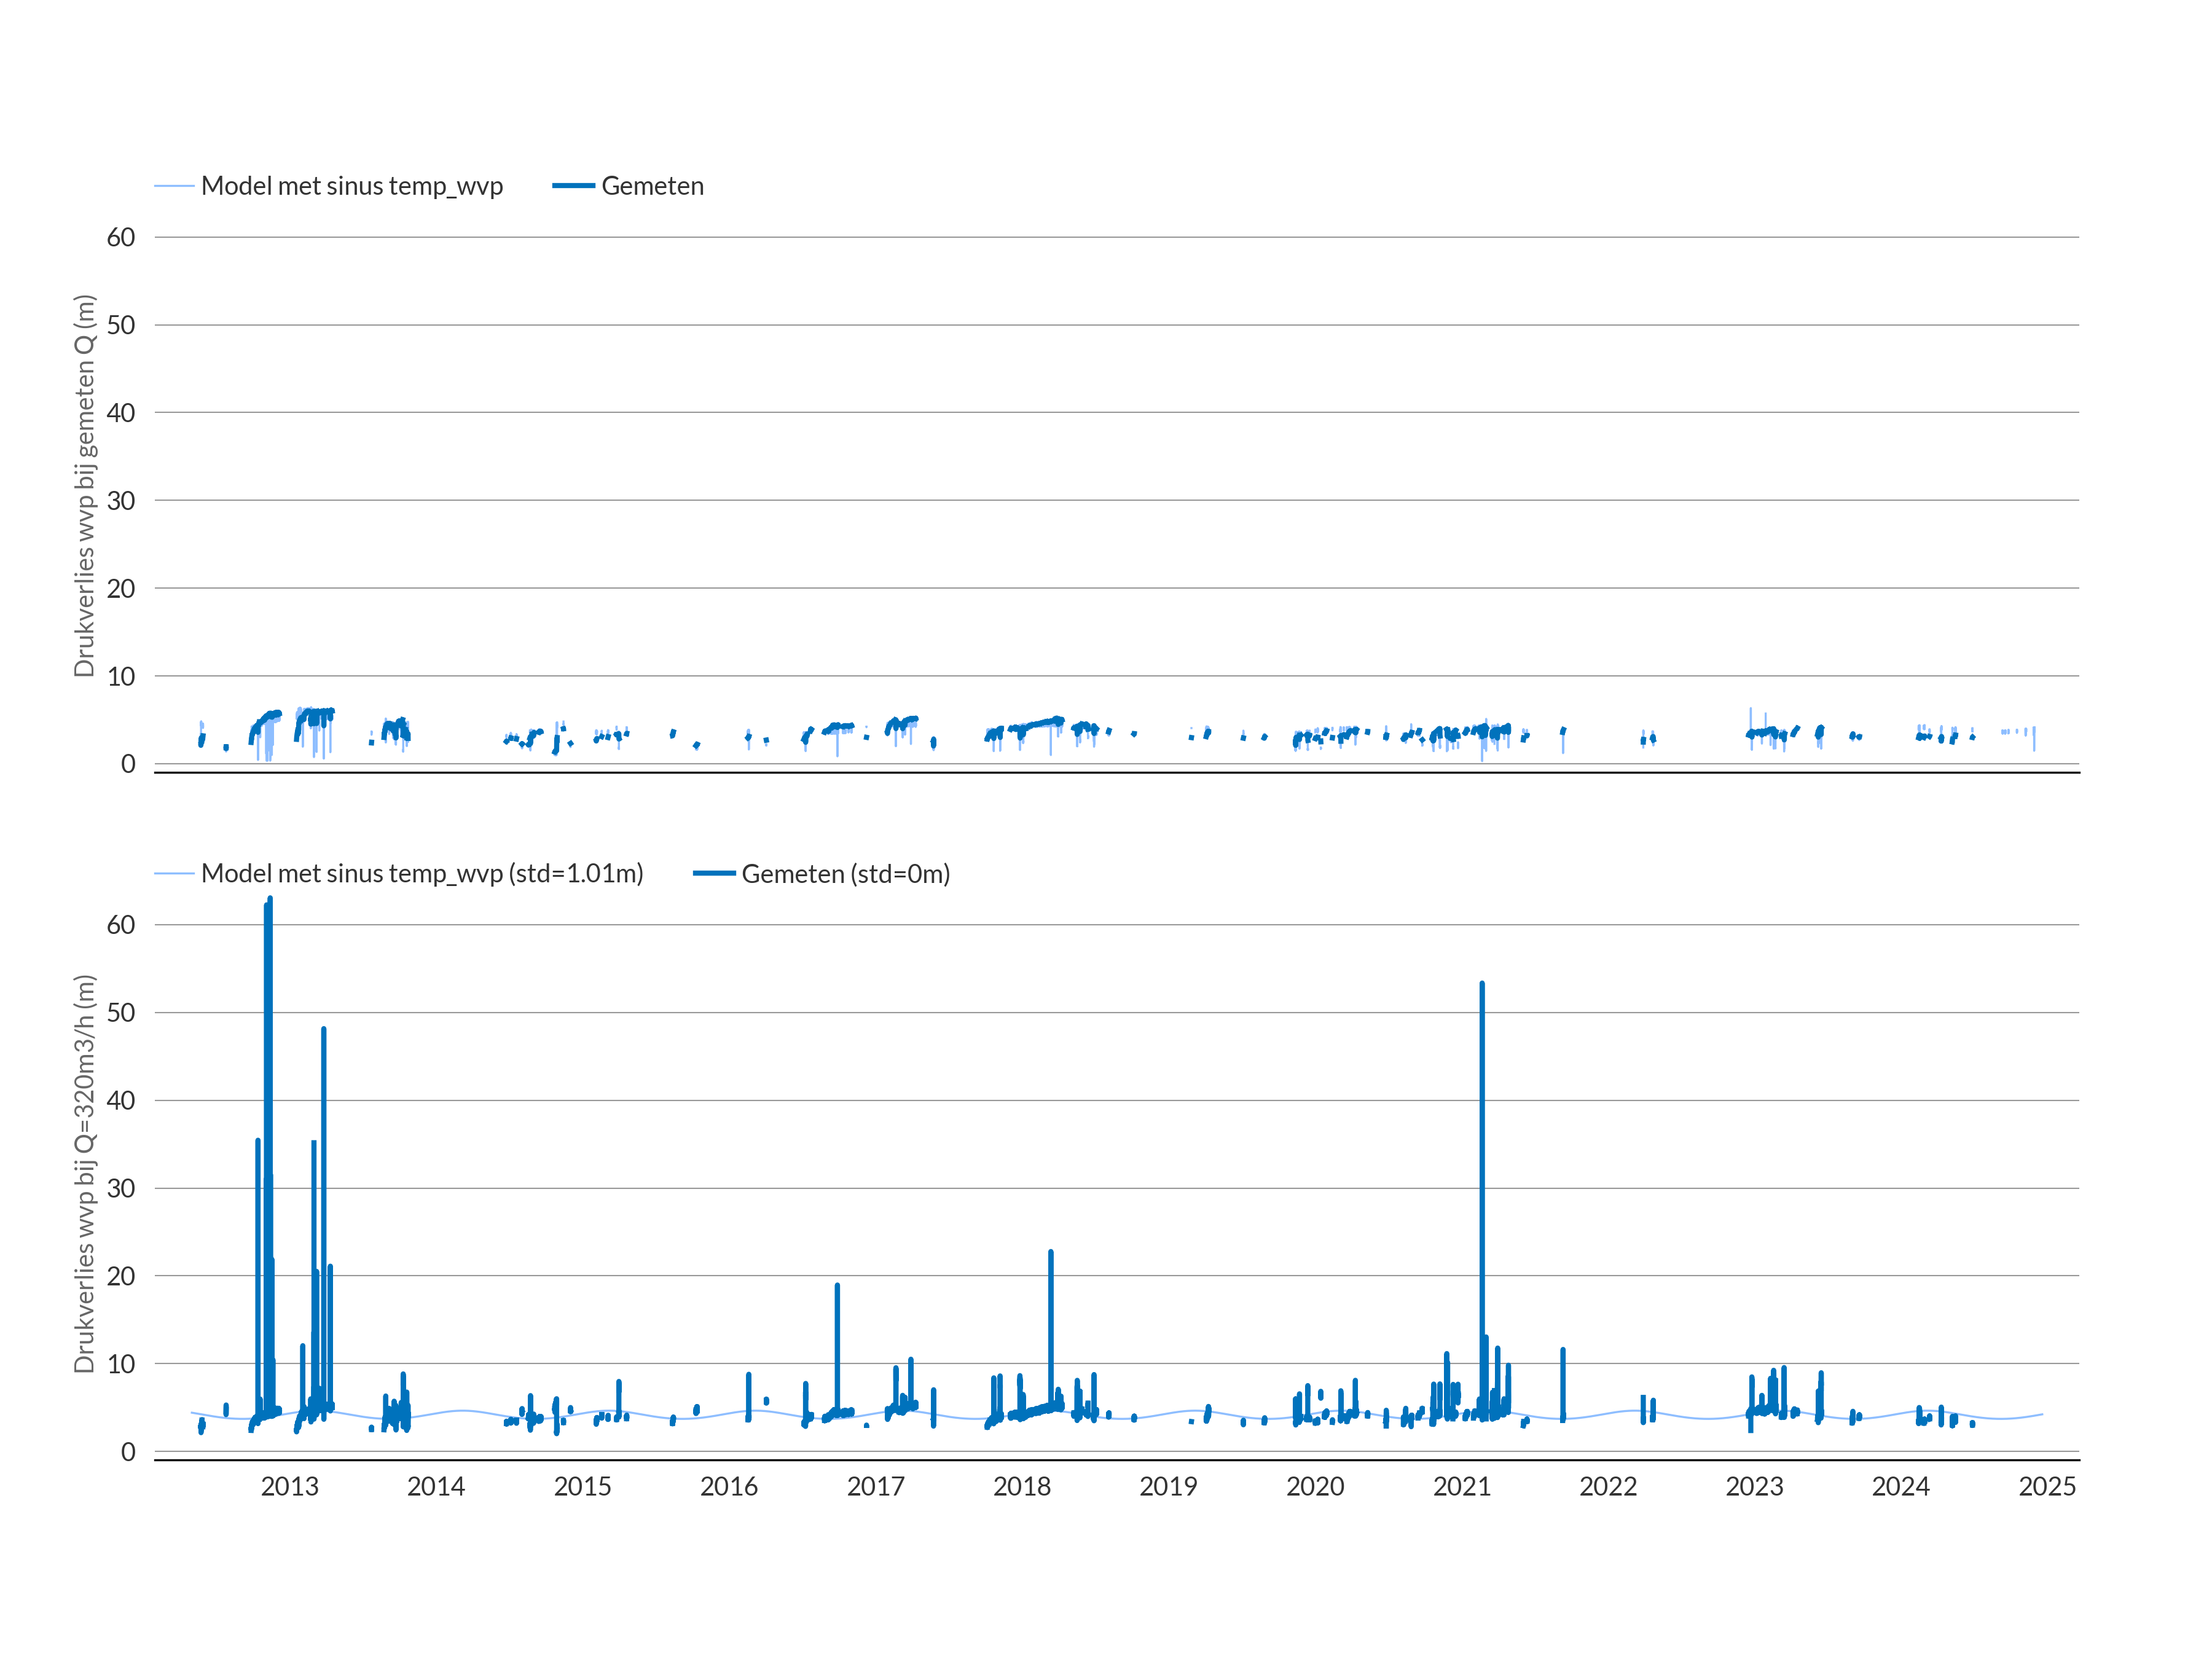 Model met sinus temp_wvp Gemeten
60
50
40
30
20
10
0
Drukverlies wvp bij gemeten Q (m)
Model met sinus temp_wvp (std=1.01m) Gemeten (std=0m)
60
50
40
30
20
10
0
Drukverlies wvp bij Q=320m3/h (m)
2013 2014 2015 2016 2017 2018 2019 2020 2021 2022 2023 2024 2025